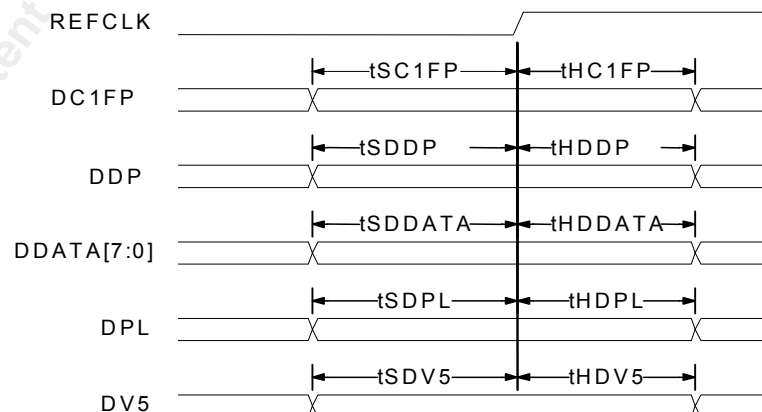 REFCLK
tSC1FP tHC1FP
DC1FP
tSDDP tHDDP
DDP
tSDDATA tHDDATA
DDATA[7:0]
tSDPL tHDPL
DPL
tSDV5 tHDV5
DV5